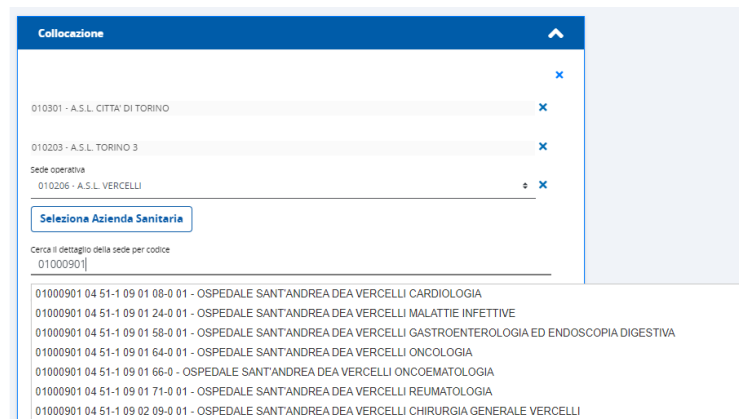 Collocazione
010301 - A.S.L. CITTA' DI TORINO
010203 - A.S.L. TORINO 3
Sede operativa
010206 - A.S.L. VERCELLI
Seleziona Azienda Sanitaria
Cerca il dettaglio della sede per codice
01000901
01000901 04 51-1 09 01 08-0 01 - OSPEDALE SANT'ANDREA DEA VERCELLI CARDIOLOGIA
01000901 04 51-1 09 01 24-0 01 - OSPEDALE SANT'ANDREA DEA VERCELLI MALATTIE INFETTIVE
01000901 04 51-1 09 01 58-0 01 - OSPEDALE SANT'ANDREA DEA VERCELLI GASTROENTEROLOGIA ED ENDOSCOPIA DIGESTIVA
01000901 04 51-1 09 01 64-0 01 - OSPEDALE SANT'ANDREA DEA VERCELLI ONCOLOGIA
01000901 04 51-1 09 01 66-0 - OSPEDALE SANT'ANDREA DEA VERCELLI ONCOEMATOLOGIA
01000901 04 51-1 09 01 71-0 01 - OSPEDALE SANT'ANDREA DEA VERCELLI REUMATOLOGIA
01000901 04 51-1 09 02 09-0 01 - OSPEDALE SANT'ANDREA DEA VERCELLI CHIRURGIA GENERALE VERCELLI